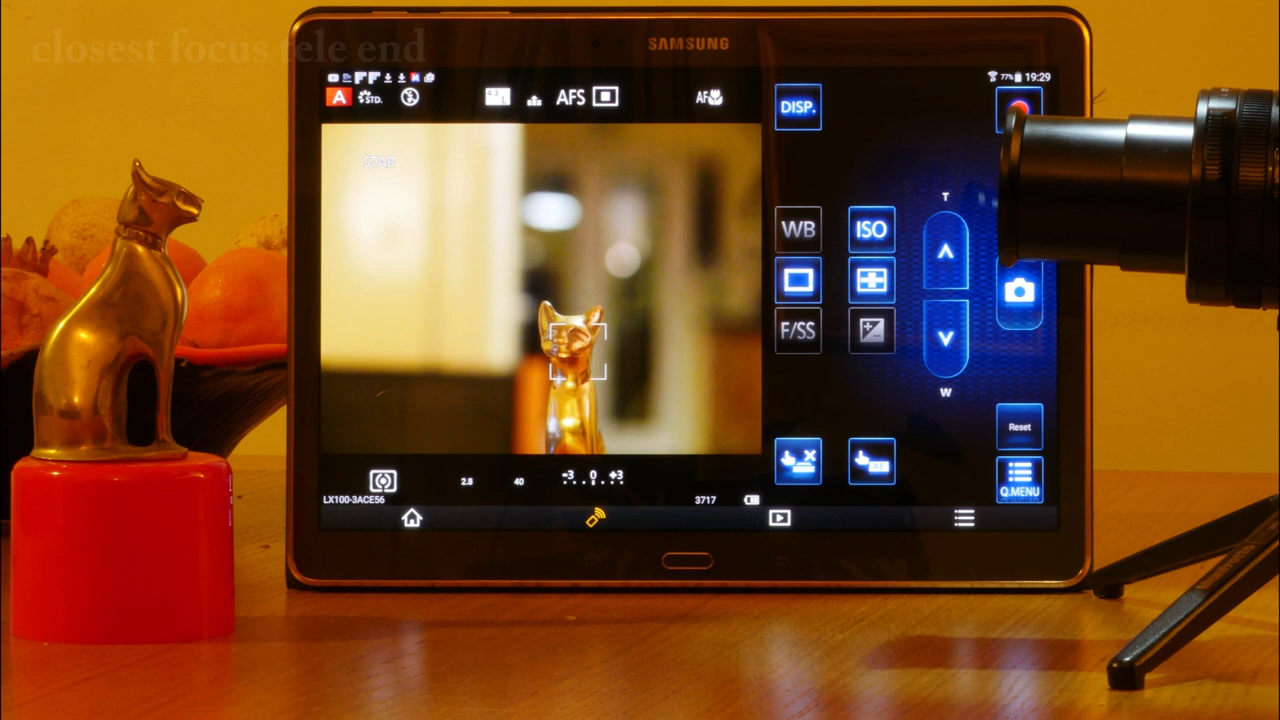 closest focus tele end
SAMSUNG
77% 19:29
A STD. AFS AF
DISP.
STAR
T
WB ISO
F/SS
W
Reset
Q.MENU
2.8 40 -3 0 +3
LX100-3ACE56 3717